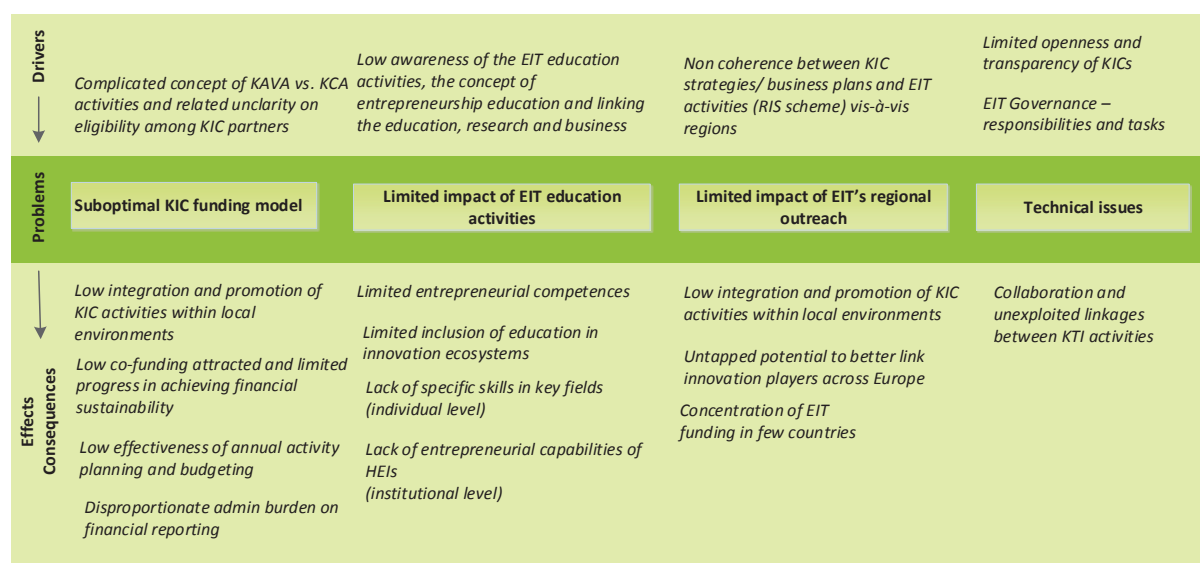 Drivers
Complicated concept of KAVA vs. KCA
activities and related unclarity on
eligibility among KIC partners
Low awareness of the EIT education
activities, the concept of
entrepreneurship education and linking
the education, research and business
Non coherence between KIC
strategies/ business plans and EIT
activities (RIS scheme) vis-à-vis
regions
Limited openness and
transparency of KICs
EIT Governance –
responsibilities and tasks
Problems
Suboptimal KIC funding model
Limited impact of EIT education
activities
Limited impact of EIT’s regional
outreach
Technical issues
Effects
Consequences
Low integration and promotion of
KIC activities within local
environments
Low co-funding attracted and limited
progress in achieving financial
sustainability
Low effectiveness of annual activity
planning and budgeting
Disproportionate admin burden on
financial reporting
Limited entrepreneurial competences
Limited inclusion of education in
innovation ecosystems
Lack of specific skills in key fields
(individual level)
Lack of entrepreneurial capabilities of
HEIs
(institutional level)
Low integration and promotion of KIC
activities within local environments
Untapped potential to better link
innovation players across Europe
Concentration of EIT
funding in few countries
Collaboration and
unexploited linkages
between KTI activities